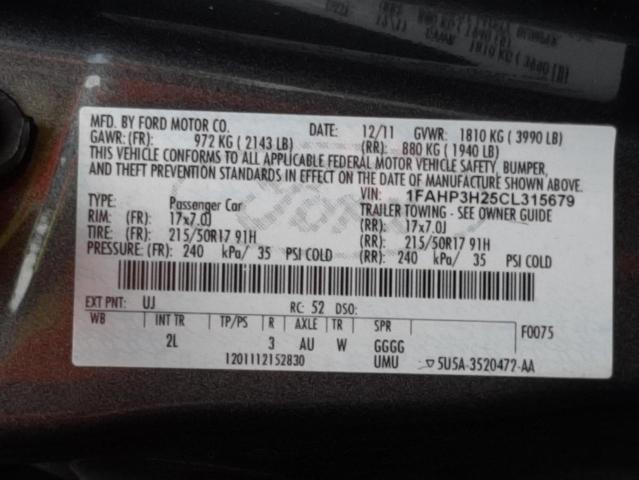 MFD. BY FORD MOTOR CO. DATE: 12/11 GVWR: 1810 KG ( 3990 LB)
GAWR: (FR): 972 KG ( 2143 LB) (RR): 880 KG ( 1940 LB)
THIS VEHICLE CONFORMS TO ALL APPLICABLE FEDERAL MOTOR VEHICLE SAFETY, BUMPER,
AND THEFT PREVENTION STANDARDS IN EFFECT ON THE DATE OF MANUFACTURE SHOWN ABOVE.
VIN: 1FAHP3H25CL315679
TYPE: Passenger Car TRAILER TOWING - SEE OWNER GUIDE
RIM: (FR) 17x7.0J (RR): 17x7.0J
TIRE: (FR): 215/50R17 91H (RR): 215/50R17 91H
PRESSURE: (FR): 240 kPa/ 35 PSI COLD (RR): 240 kPa/ 35 PSI COLD
EXT PNT: UJ RC: 52 DSO:
WB INT TR TP/PS R AXLE TR SPR F0075
2L 3 AU W GGGG
1201112152830 UMU ▽5U5A-3520472-AA